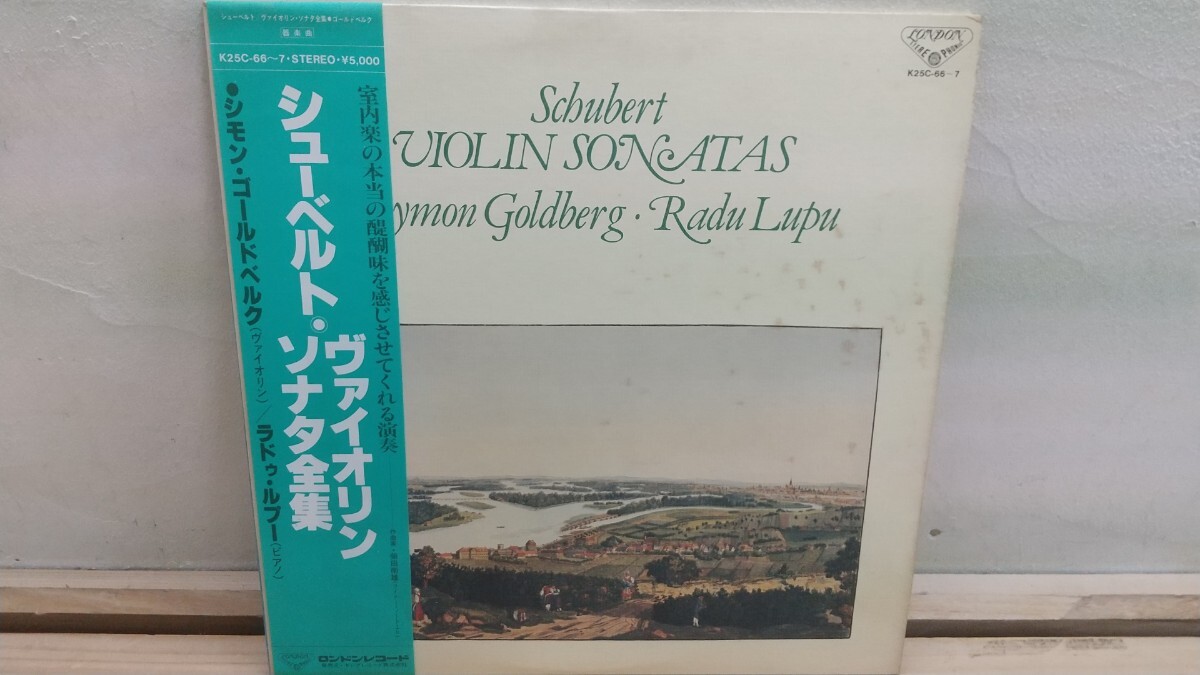 シューベルト ヴァイオリン・ソナタ全集●ゴールドベルク
器楽曲
K25C-66〜7・STEREO・¥5,000
室内楽の本当の醍醐味を感じさせてくれる演奏
シューベルト・ヴァイオリン
ソナタ全集
●シモン・ゴールドベルク(ヴァイオリン)/ラドゥ・ルプー(ピアノ)
ロンドンレコード
LONDON
K25C-66-7
Schubert
VIOLIN SONATAS
ymon Goldberg · Radu Lupu